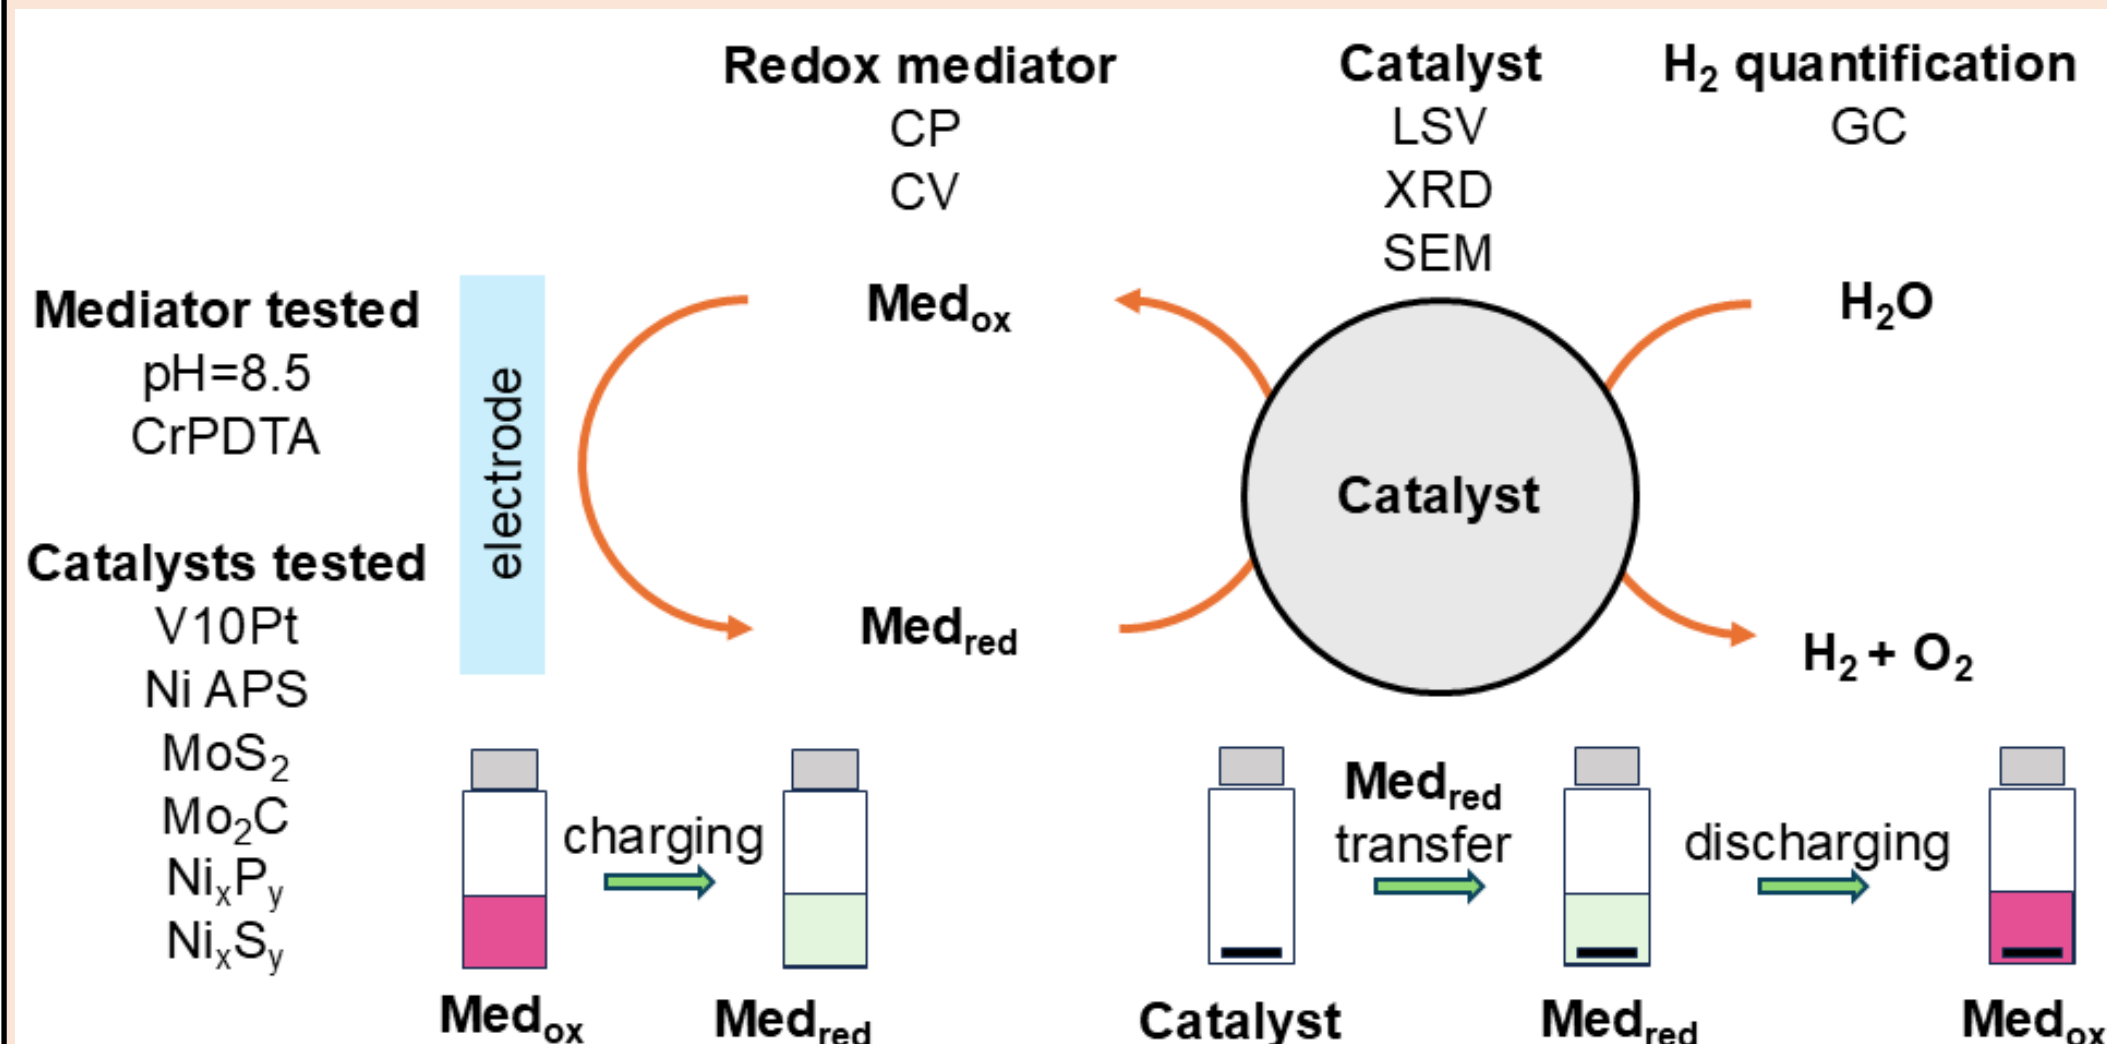 Redox mediator
CP
CV
Catalyst
LSV
XRD
SEM
H₂ quantification
GC
Mediator tested
pH=8.5
CrPDTA
Catalysts tested
V10Pt
Ni APS
MoS₂
Mo₂C
NiₓPᵧ
NiₓSᵧ
electrode
Medox
Medred
Catalyst
H₂O
H₂ + O₂
charging
Medox
Medred
Medred
transfer
discharging
Catalyst
Medred
Medox